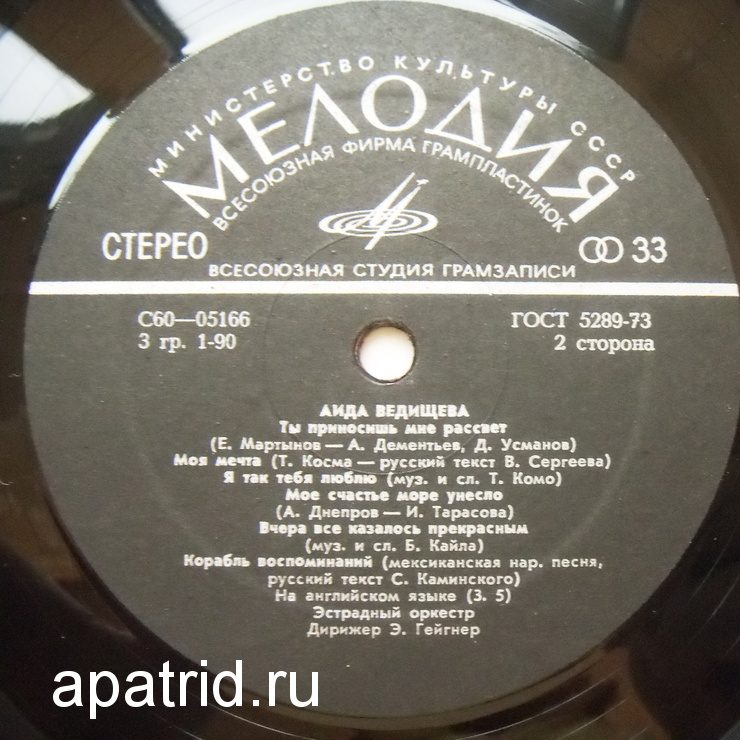 МИНИСТЕРСТВО КУЛЬТУРЫ СССР
МЕЛОДИЯ
ВСЕСОЮЗНАЯ ФИРМА ГРАМПЛАСТИНОК
СТЕРЕО
33
ВСЕСОЮЗНАЯ СТУДИЯ ГРАМЗАПИСИ
С60—05166
ГОСТ 5289-73
3 гр. 1-90
2 сторона
АИДА ВЕДИЩЕВА
Ты приносишь мне рассвет
(Е. Мартынов — А. Дементьев, Д. Усманов)
Моя мечта (Т. Косма — русский текст В. Сергеева)
Я так тебя люблю (муз. и сл. Т. Комо)
Мое счастье море унесло
(А. Днепров — И. Тарасова)
Вчера все казалось прекрасным
(муз. и сл. Б. Кайла)
Корабль воспоминаний (мексиканская нар. песня,
русский текст С. Каминского)
На английском языке (3. 5)
Эстрадный оркестр
Дирижер Э. Гейгнер
apatrid.ru